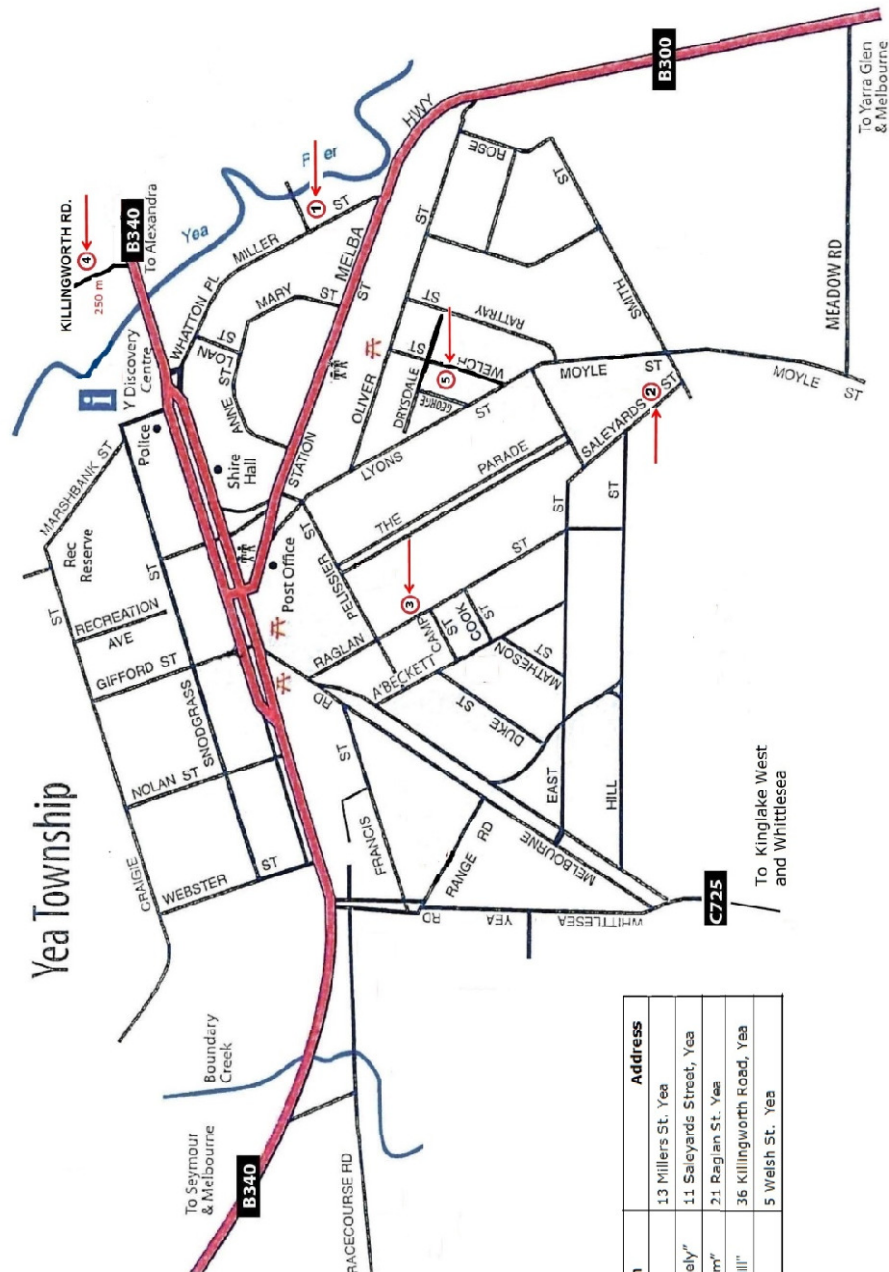 Yea Township
KILLINGWORTH RD.
250 m
4
B340
To Alexandra
Yea
1
Y Discovery
Centre
i
Police
Shire
Hall
Post Office
Rec
Reserve
MARSHBANK ST
RECREATION
AVE
ST
GIFFORD ST
SNODGRASS
ST
NOLAN ST
CRAIGIE
WEBSTER
ST
WHATTON PL
MILLER
ST
LOAN
ST
MARY
ST
ANNE ST
STATION
ST
MELBA
HWY
B300
To Yarra Glen
& Melbourne
MEADOW RD
OLIVER
ST
ROSE
ST
SMITH
RATTRAY
ST
WELCH
ST
5
GEORGE
DRYSDALE
LYONS
ST
MOYLE
ST
MOYLE
ST
SALEYARDS ST
2
THE
PARADE
PELISSIER
ST
RAGLAN
ST
3
CAMP
ST
COOK
ST
A'BECKETT
MATHESON
ST
DUKE
ST
EAST
ST
HILL
ST
MELBOURNE
RD
RANGE RD
FRANCIS
ST
WHITTLESEA
YEA
RD
C725
To Kinglake West
and Whittlesea
Boundary
Creek
To Seymour
& Melbourne
B340
RACECOURSE RD
Address
13 Millers St. Yea
11 Saleyards Street, Yea
21 Raglan St. Yea
36 Killingworth Road, Yea
5 Welsh St. Yea